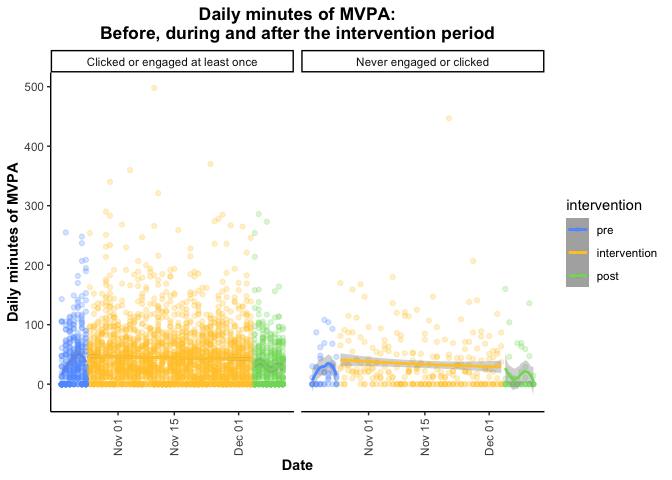 Daily minutes of MVPA:
Before, during and after the intervention period
Clicked or engaged at least once
Never engaged or clicked
Daily minutes of MVPA
500
400
300
200
100
0
Nov 01
Nov 15
Dec 01
Nov 01
Nov 15
Dec 01
Date
intervention
pre
intervention
post